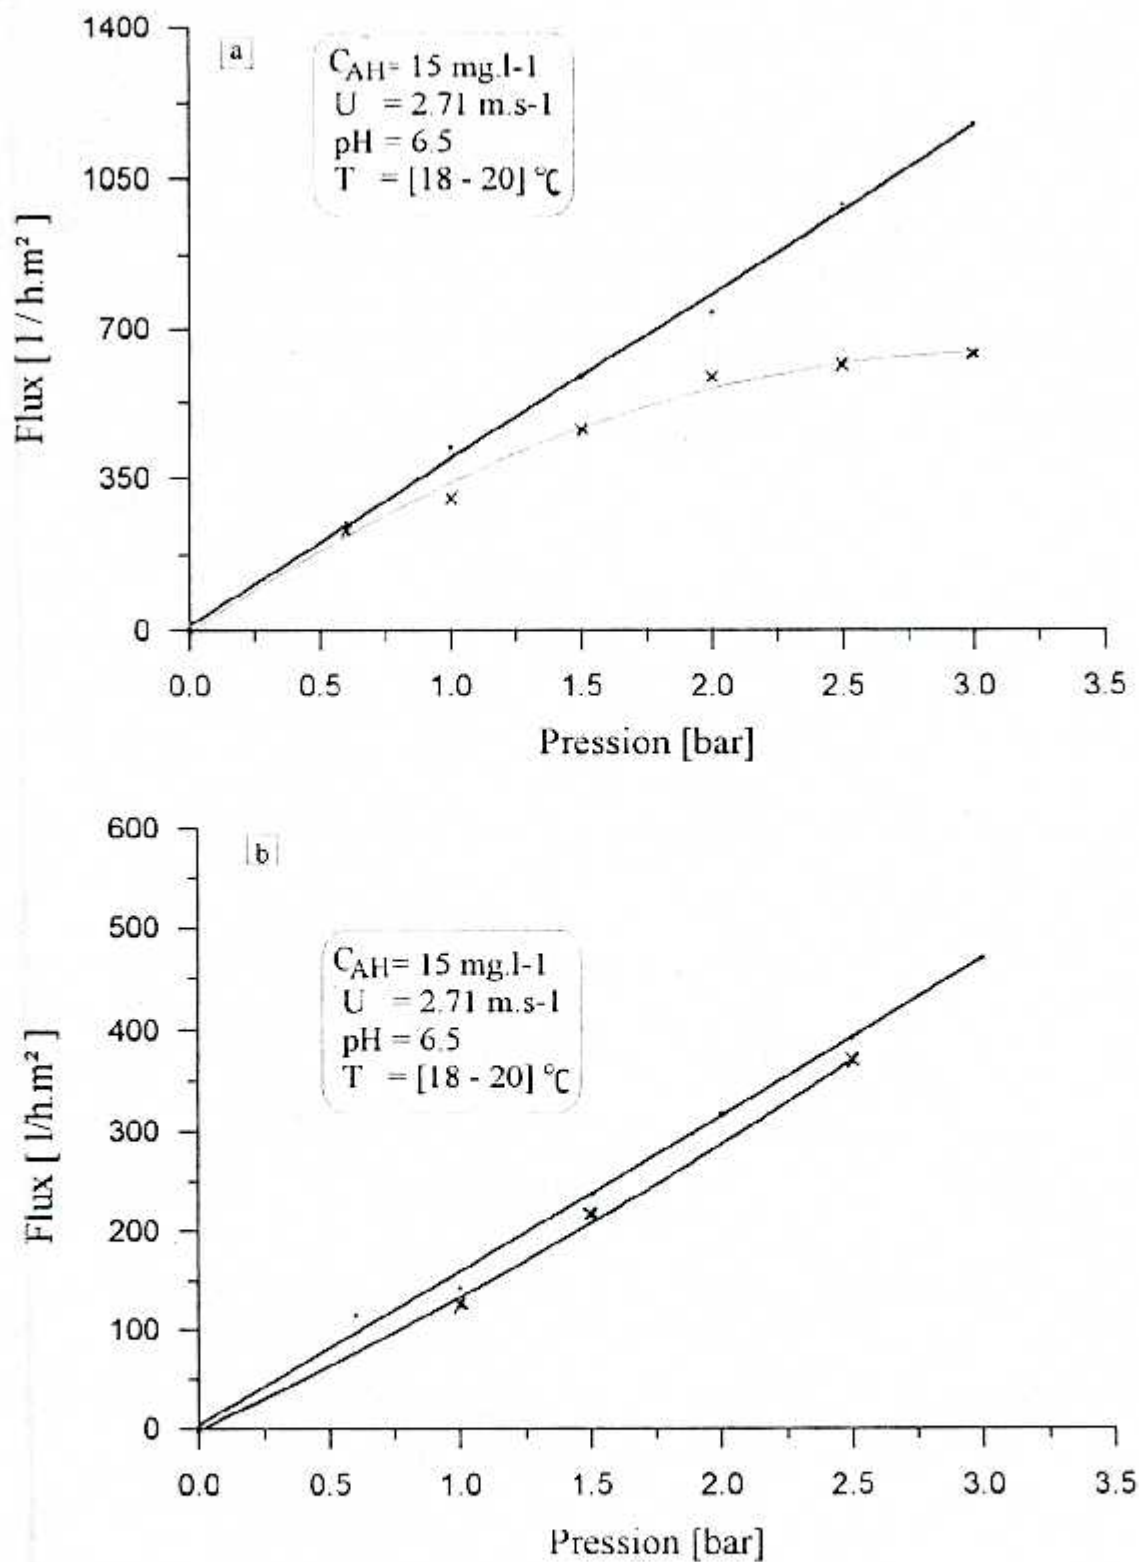 1400
a
C_AH= 15 mg.l-1
U = 2.71 m.s-1
pH = 6.5
T = [18 - 20] °C
1050
700
350
0
Flux [ l / h.m² ]
0.0 0.5 1.0 1.5 2.0 2.5 3.0 3.5
Pression [bar]
600
b
500
C_AH= 15 mg.l-1
U = 2.71 m.s-1
pH = 6.5
T = [18 - 20] °C
400
300
200
100
0
Flux [ l/h.m² ]
0.0 0.5 1.0 1.5 2.0 2.5 3.0 3.5
Pression [bar]